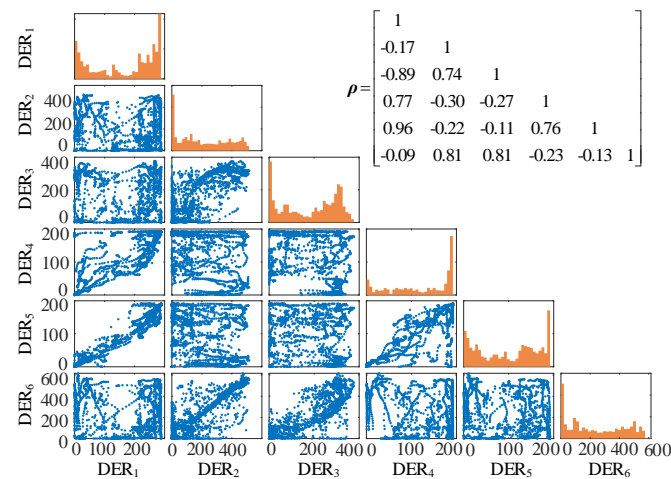 DER1
1
-0.17 1
-0.89 0.74 1
ρ= 0.77 -0.30 -0.27 1
0.96 -0.22 -0.11 0.76 1
-0.09 0.81 0.81 -0.23 -0.13 1
DER2
400
200
0
DER3
400
200
0
DER4
200
100
0
DER5
200
100
0
DER6
600
400
200
0
0 100 200 0 200 400 0 200 400 0 100 200 0 100 200 0 200 400 600
DER1 DER2 DER3 DER4 DER5 DER6